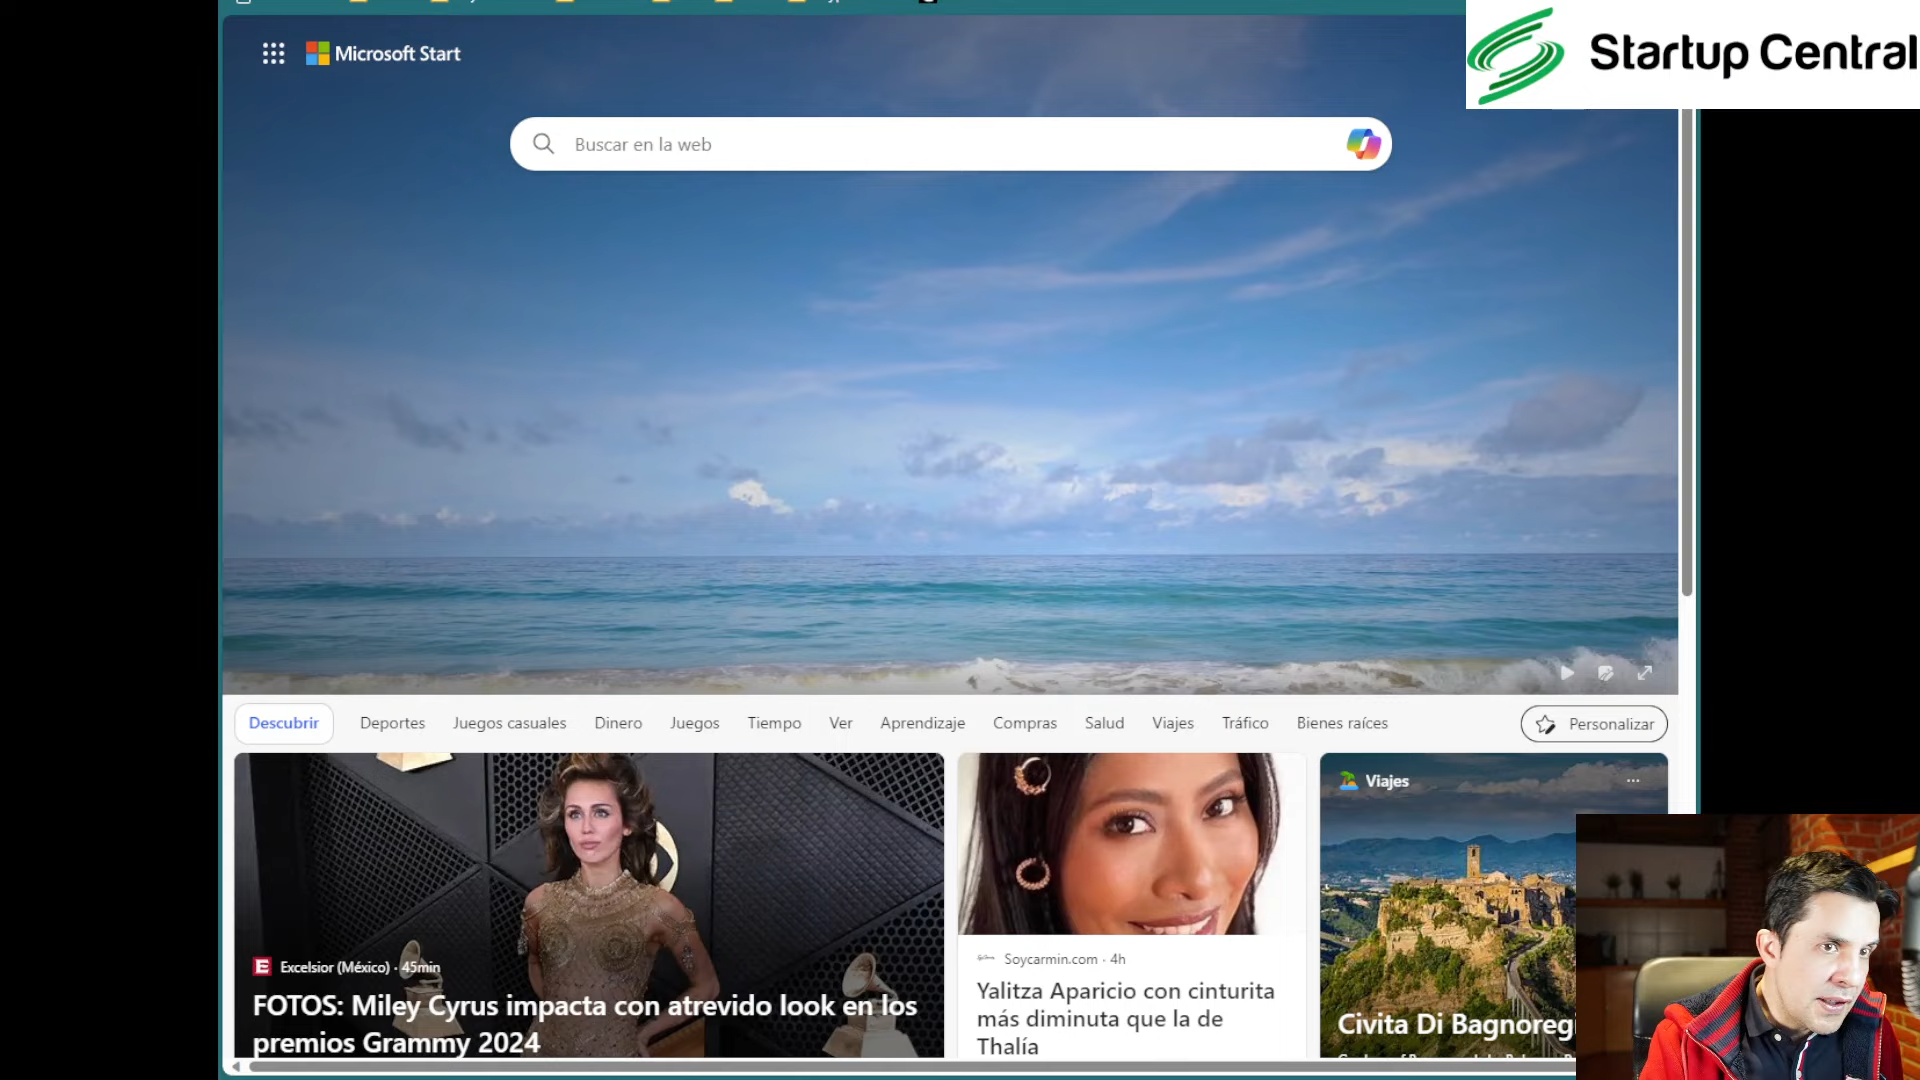 Microsoft Start
Startup Central
Buscar en la web
Descubrir
Deportes
Juegos casuales
Dinero
Juegos
Tiempo
Ver
Aprendizaje
Compras
Salud
Viajes
Tráfico
Bienes raíces
Personalizar
Excelsior (México) · 45min
FOTOS: Miley Cyrus impacta con atrevido look en los
premios Grammy 2024
Soycarmin.com · 4h
Yalitza Aparicio con cinturita
más diminuta que la de
Thalía
Viajes
Civita Di Bagnoreg